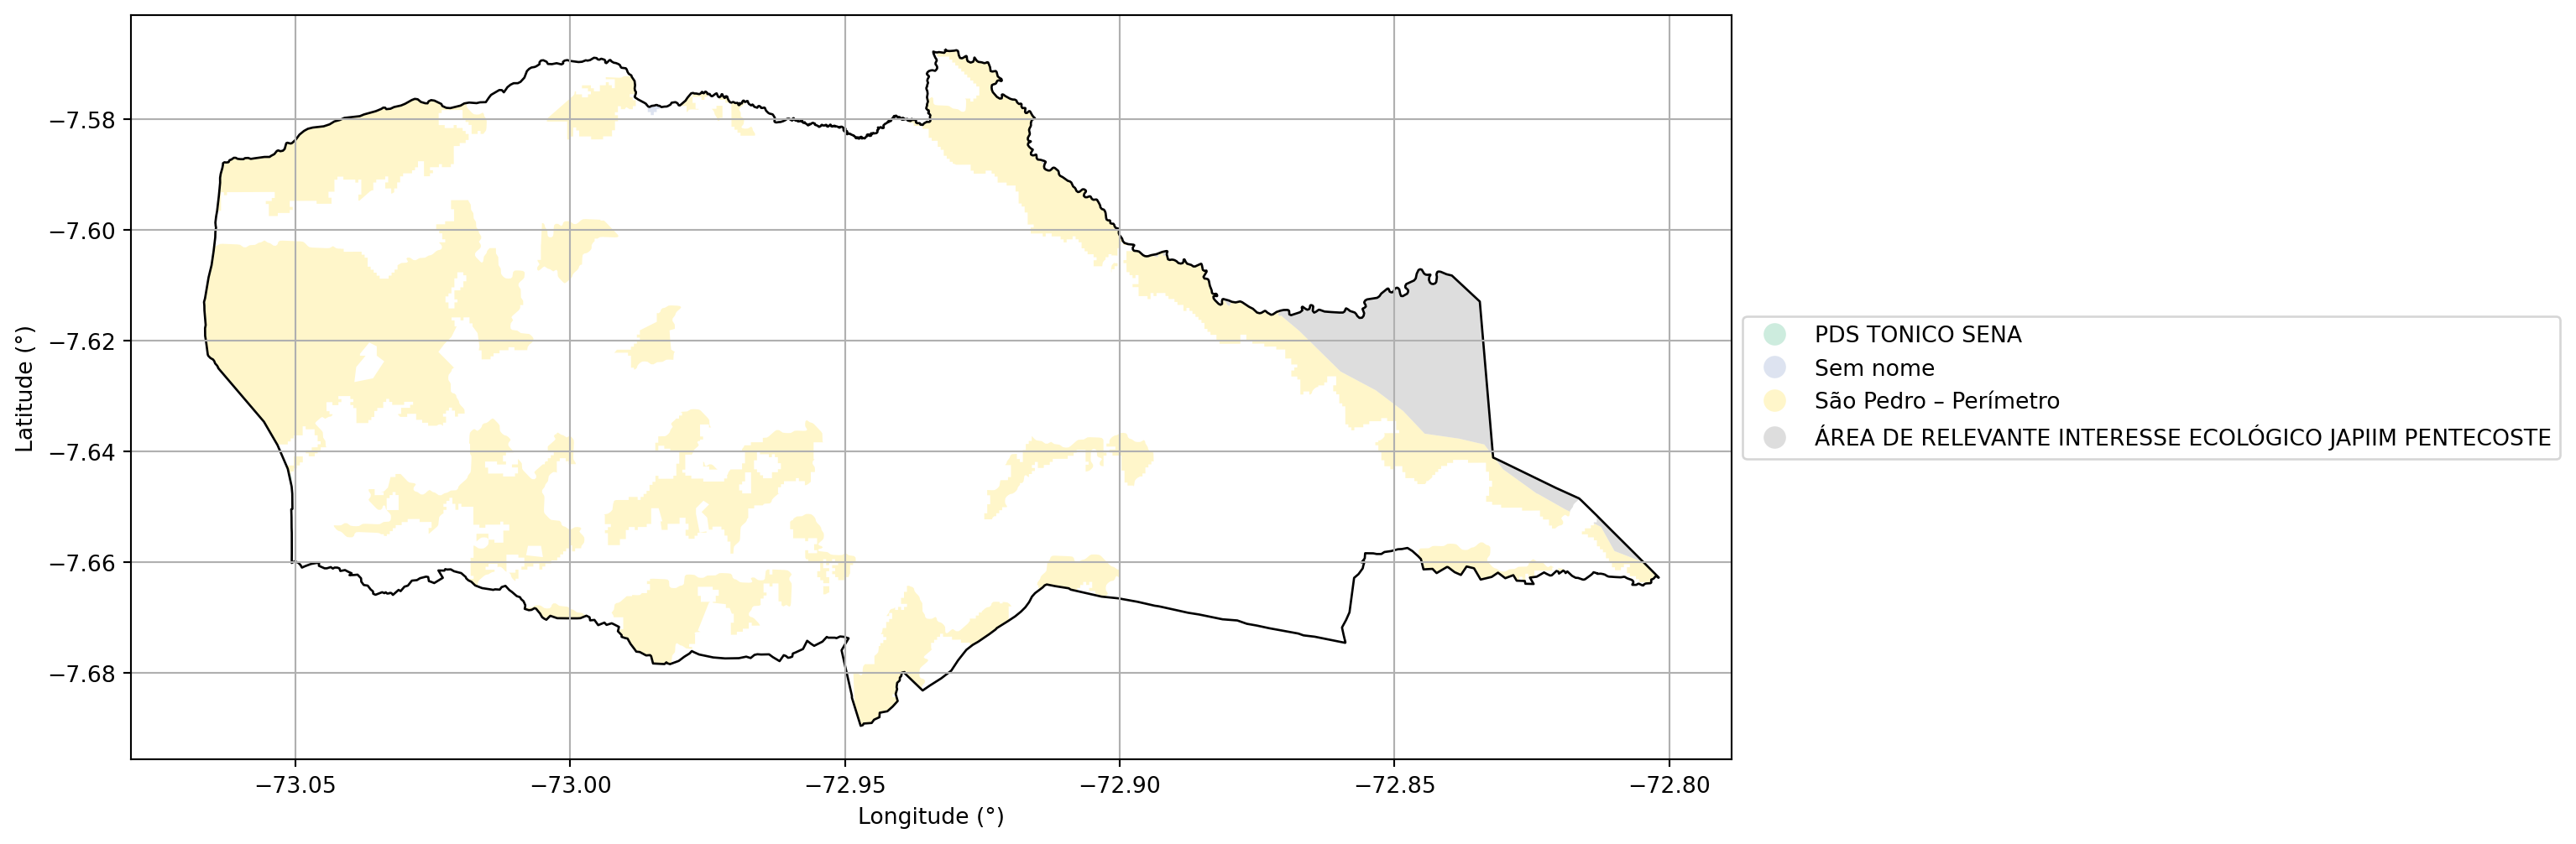 −7.58
−7.60
−7.62
−7.64
−7.66
−7.68
Latitude (°)
−73.05 −73.00 −72.95 −72.90 −72.85 −72.80
Longitude (°)
PDS TONICO SENA
Sem nome
São Pedro – Perímetro
ÁREA DE RELEVANTE INTERESSE ECOLÓGICO JAPIIM PENTECOSTE